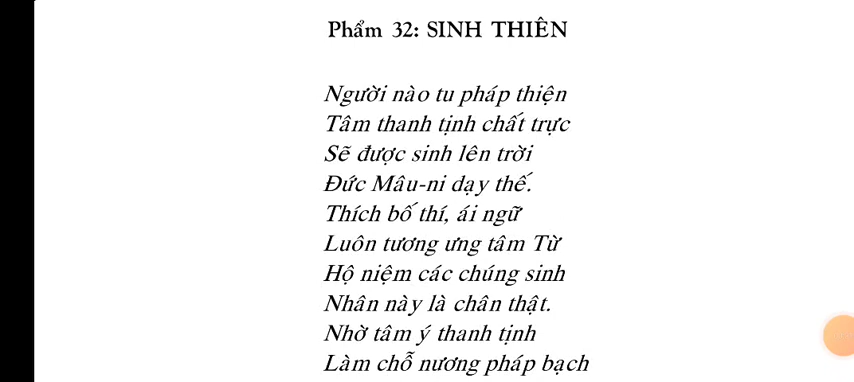 Phẩm 32: SINH THIÊN
Người nào tu pháp thiện
Tâm thanh tịnh chất trực
Sẽ được sinh lên trời
Đức Mâu-ni dạy thế.
Thích bố thí, ái ngữ
Luôn tương ưng tâm Từ
Hộ niệm các chúng sinh
Nhân này là chân thật.
Nhờ tâm ý thanh tịnh
Làm chỗ nương pháp bạch